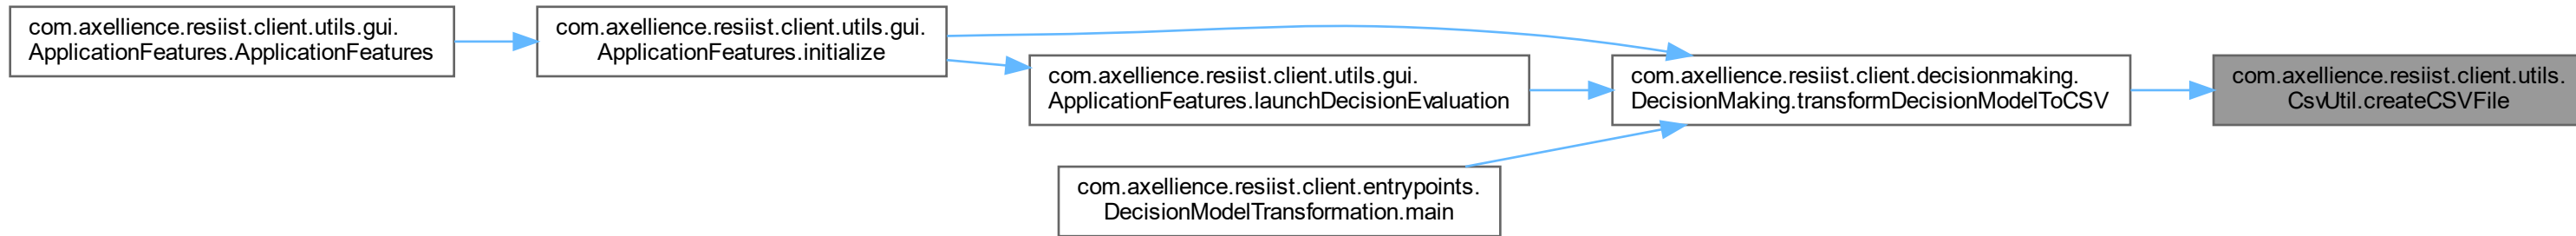 com.axellience.resiist.client.utils.gui.
ApplicationFeatures.ApplicationFeatures
com.axellience.resiist.client.utils.gui.
ApplicationFeatures.initialize
com.axellience.resiist.client.utils.gui.
ApplicationFeatures.launchDecisionEvaluation
com.axellience.resiist.client.entrypoints.
DecisionModelTransformation.main
com.axellience.resiist.client.decisionmaking.
DecisionMaking.transformDecisionModelToCSV
com.axellience.resiist.client.utils.
CsvUtil.createCSVFile